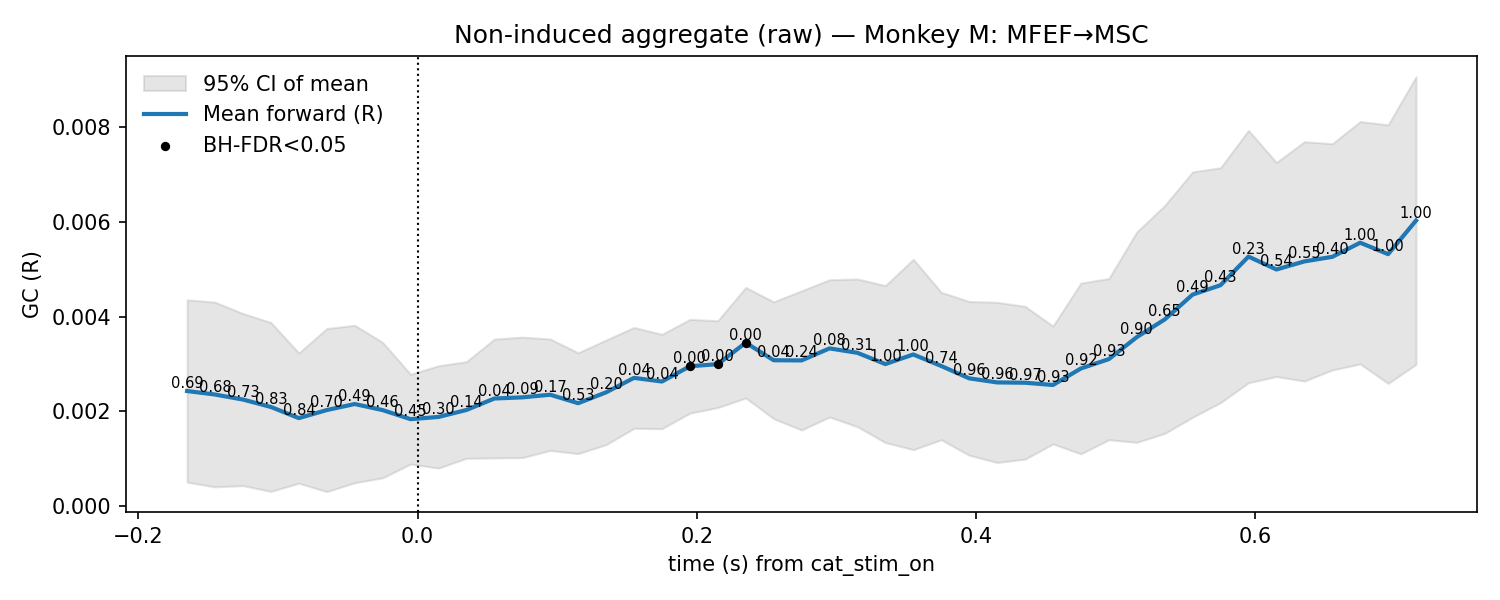 Non-induced aggregate (raw) — Monkey M: MFEF→MSC
95% CI of mean
Mean forward (R)
BH-FDR<0.05
GC (R)
0.008
0.006
0.004
0.002
0.000
0.69 0.68 0.73 0.83 0.84 0.70 0.49 0.46 0.45 0.30 0.14 0.04 0.09 0.17 0.53 0.20 0.04 0.04 0.00 0.00 0.00 0.04 0.24 0.08 0.31 1.00 1.00 0.74 0.96 0.96 0.97 0.93 0.92 0.93 0.90 0.65 0.49 0.43 0.23 0.54 0.55 0.40 1.00 1.00 1.00
−0.2 0.0 0.2 0.4 0.6
time (s) from cat_stim_on